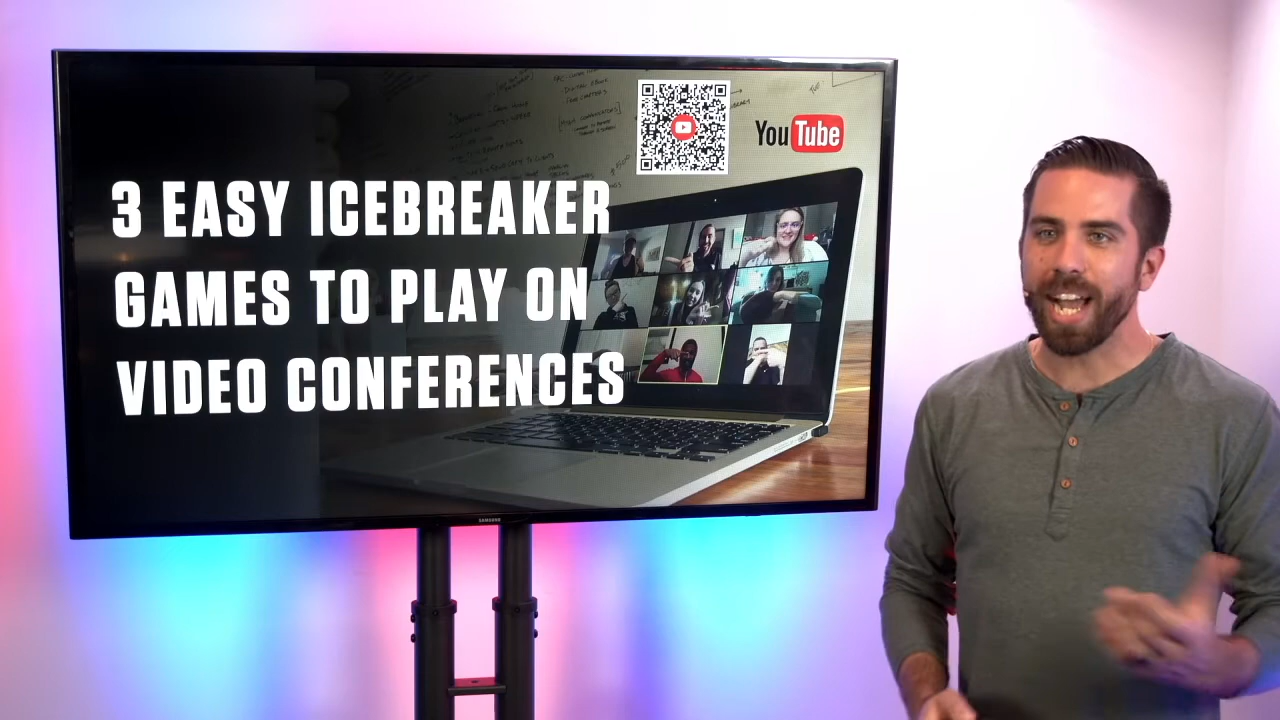 YouTube
3 EASY ICEBREAKER
GAMES TO PLAY ON
VIDEO CONFERENCES
SAMSUNG